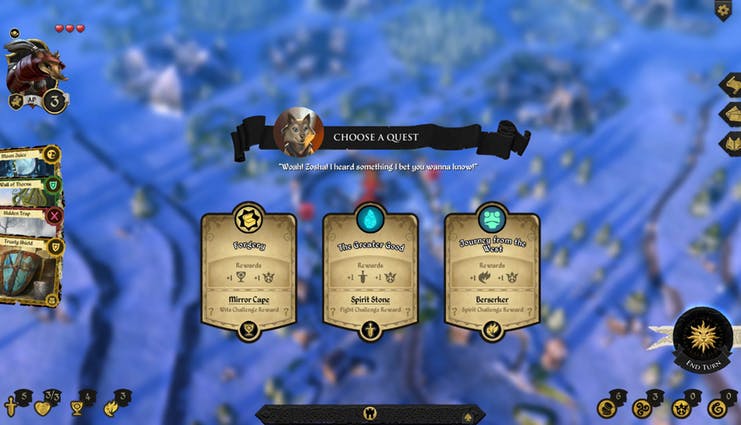 AP 3
CHOOSE A QUEST
"Woah! Zosha! I heard something I bet you wanna know!"
Moon Juice
Wall of Thorns
Hidden Trap
Trusty Shield
Forgery
Rewards
+1 +1
Mirror Cape
Wits Challenge Reward
The Greater Good
Rewards
+1 +1
Spirit Stone
Fight Challenge Reward
Journey from the
West
Rewards
+1 +1
Berserker
Spirit Challenge Reward
? ?
? ?
? ?
END TURN
5 3/3 4 3
6 3 0 0